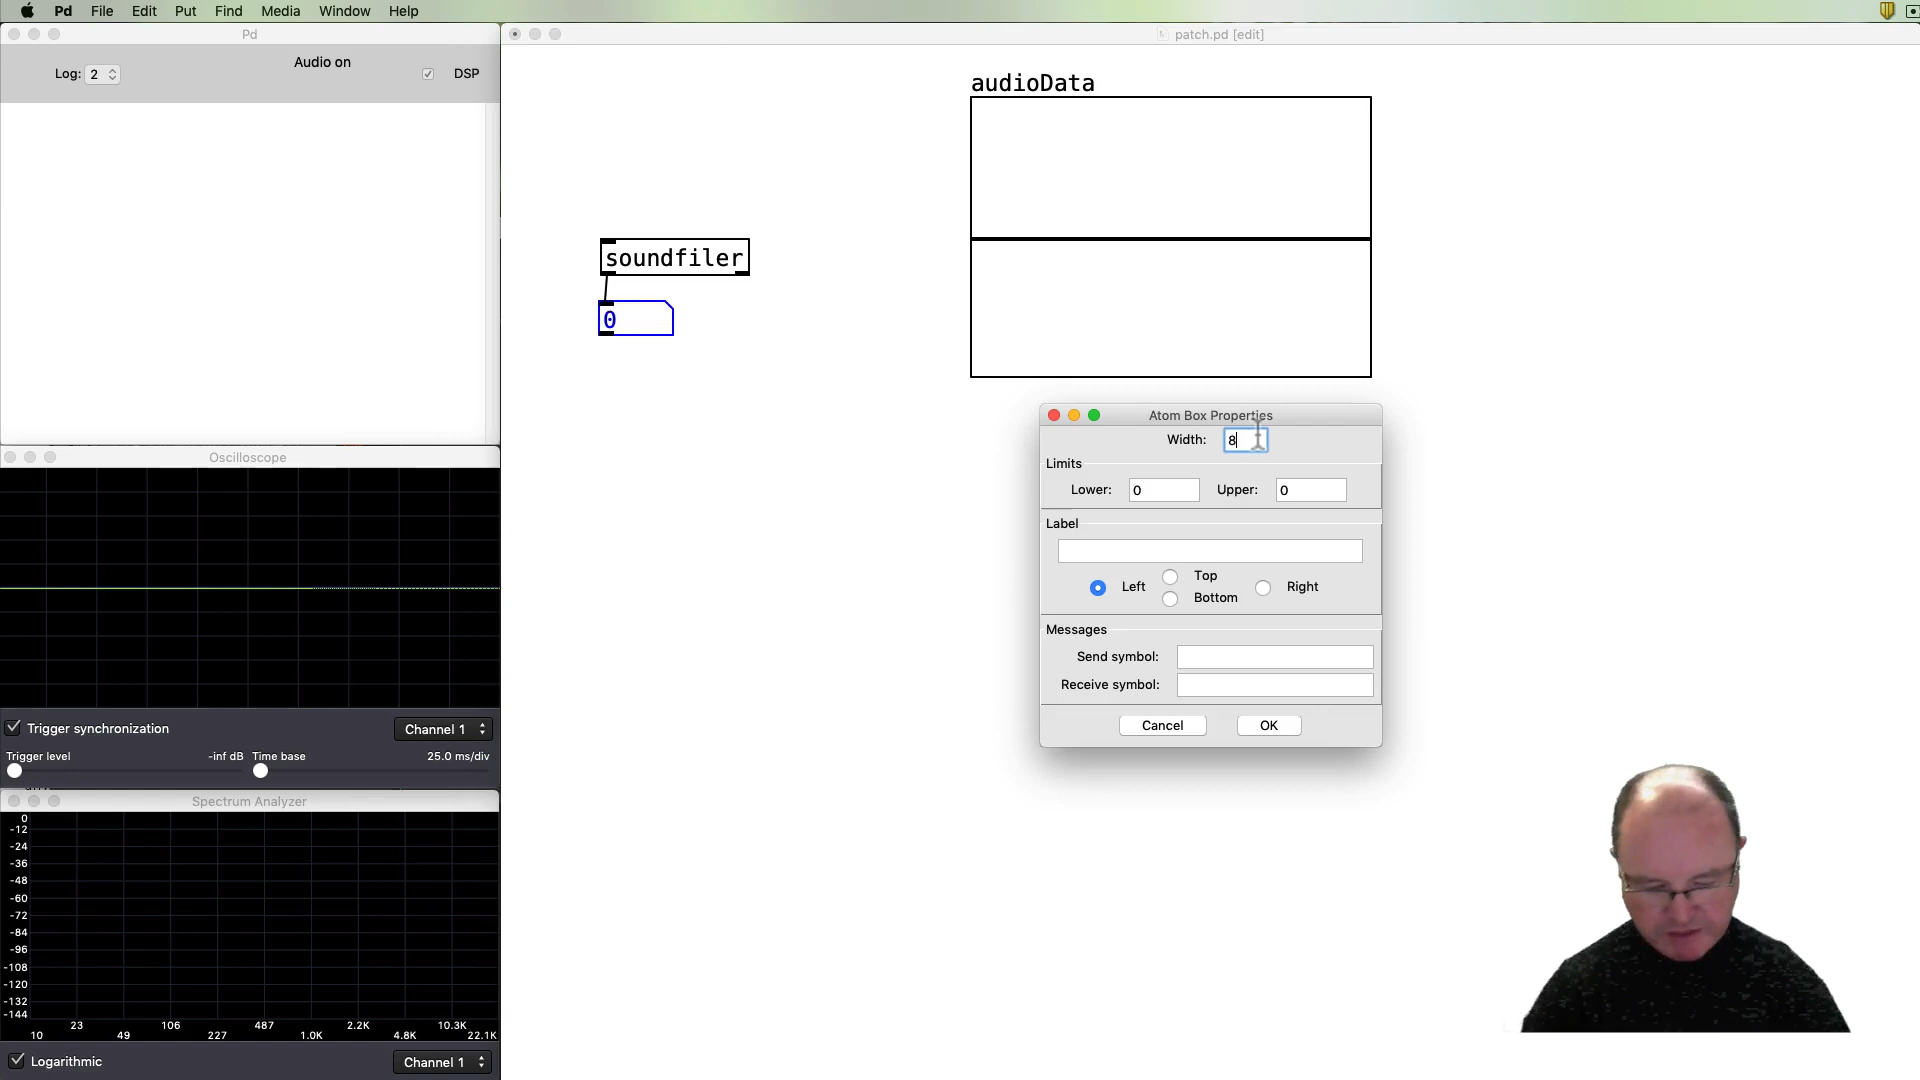 Pd File Edit Put Find Media Window Help
Pd
Audio on
Log: 2
DSP
patch.pd [edit]
audioData
soundfiler
0
Atom Box Properties
Width: 8
Limits
Lower: 0 Upper: 0
Label
Left
Top
Bottom
Right
Messages
Send symbol:
Receive symbol:
Cancel OK
Oscilloscope
Trigger synchronization
Channel 1
Trigger level -inf dB
Time base 25.0 ms/div
Spectrum Analyzer
0
-12
-24
-36
-48
-60
-72
-84
-96
-108
-120
-132
-144
23 106 487 2.2K 10.3K
10 49 227 1.0K 4.8K 22.1K
Logarithmic
Channel 1